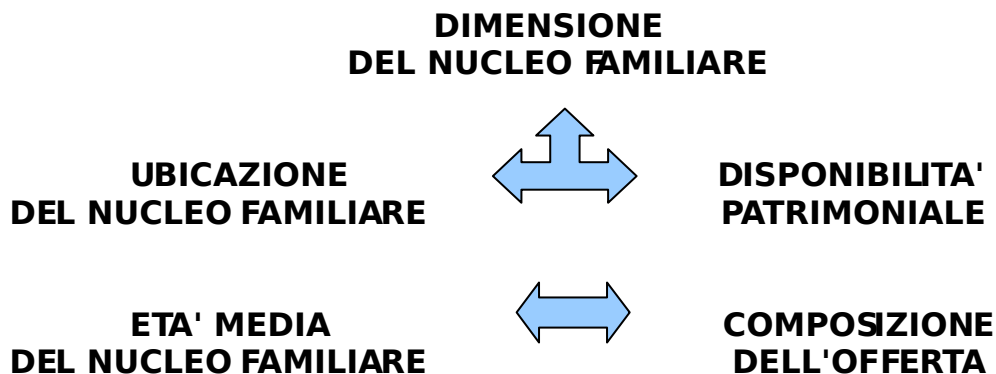 DIMENSIONE
DEL NUCLEO FAMILIARE
UBICAZIONE
DEL NUCLEO FAMILIARE
DISPONIBILITA'
PATRIMONIALE
ETA' MEDIA
DEL NUCLEO FAMILIARE
COMPOSIZIONE
DELL'OFFERTA